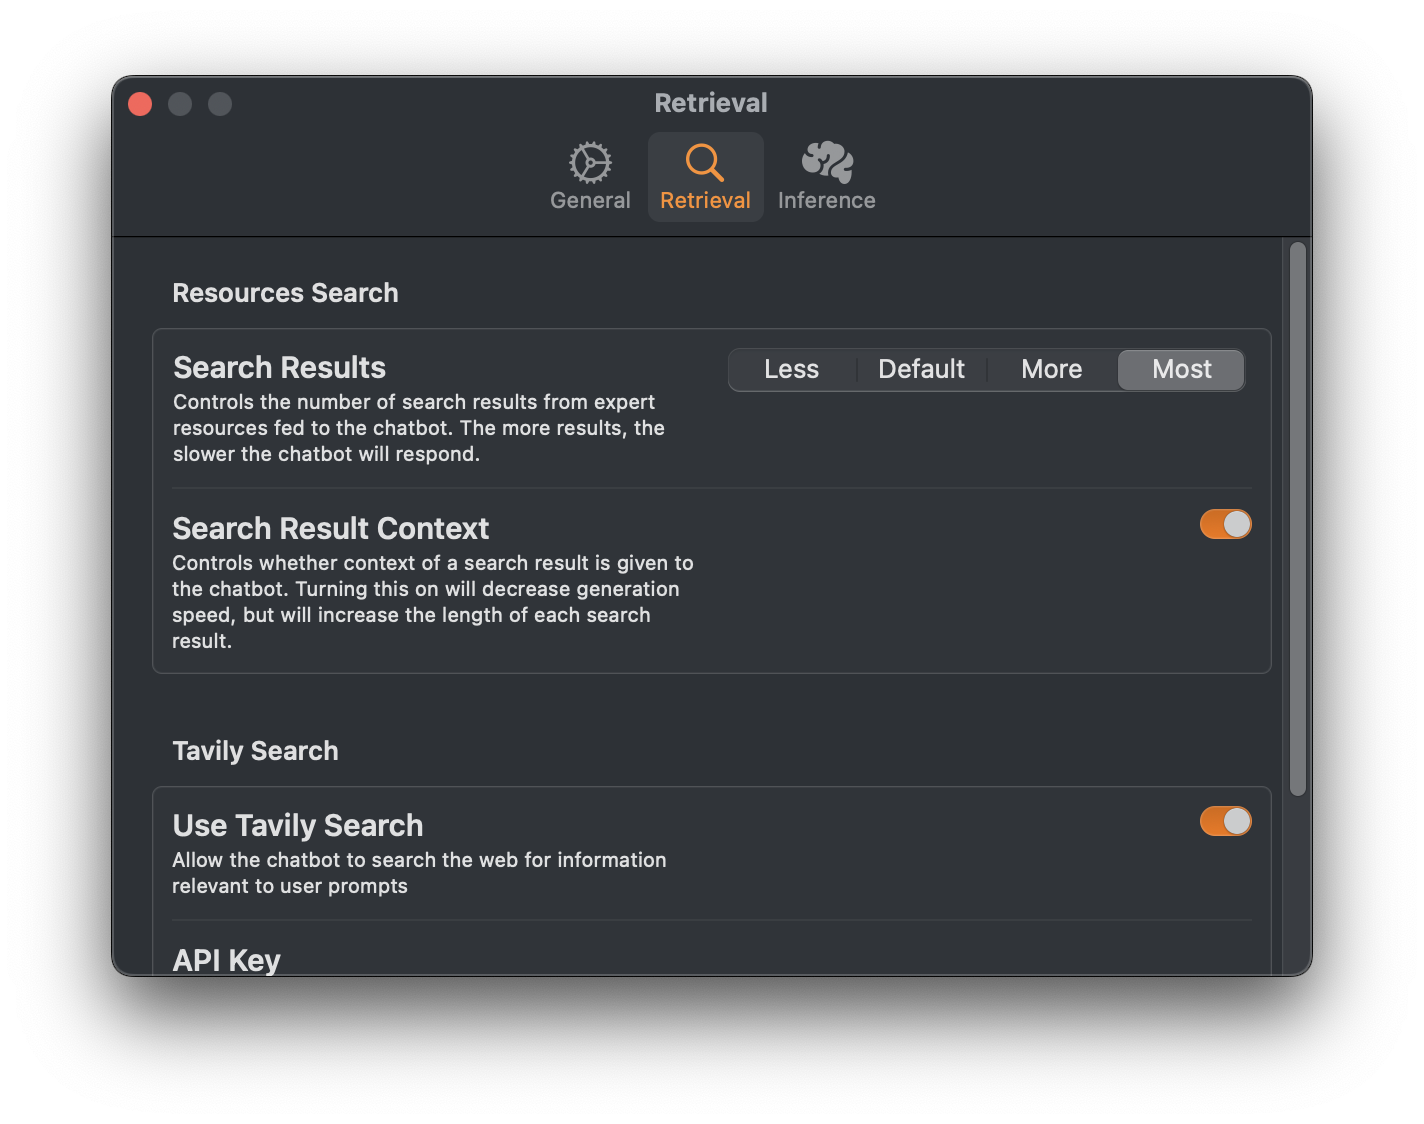 Retrieval
General
Retrieval
Inference
Resources Search
Search Results
Less
Default
More
Most
Controls the number of search results from expert
resources fed to the chatbot. The more results, the
slower the chatbot will respond.
Search Result Context
Controls whether context of a search result is given to
the chatbot. Turning this on will decrease generation
speed, but will increase the length of each search
result.
Tavily Search
Use Tavily Search
Allow the chatbot to search the web for information
relevant to user prompts
API Key